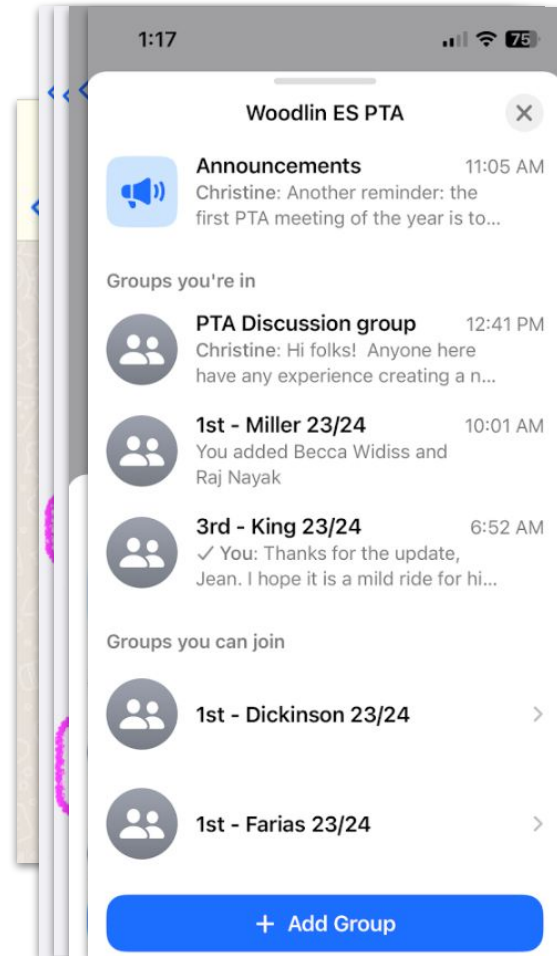 1:17
75
Woodlin ES PTA
Announcements 11:05 AM
Christine: Another reminder: the
first PTA meeting of the year is to...
Groups you're in
PTA Discussion group 12:41 PM
Christine: Hi folks!  Anyone here
have any experience creating a n...
1st - Miller 23/24 10:01 AM
You added Becca Widiss and
Raj Nayak
3rd - King 23/24 6:52 AM
✓ You: Thanks for the update,
Jean. I hope it is a mild ride for hi...
Groups you can join
1st - Dickinson 23/24
1st - Farias 23/24
+ Add Group